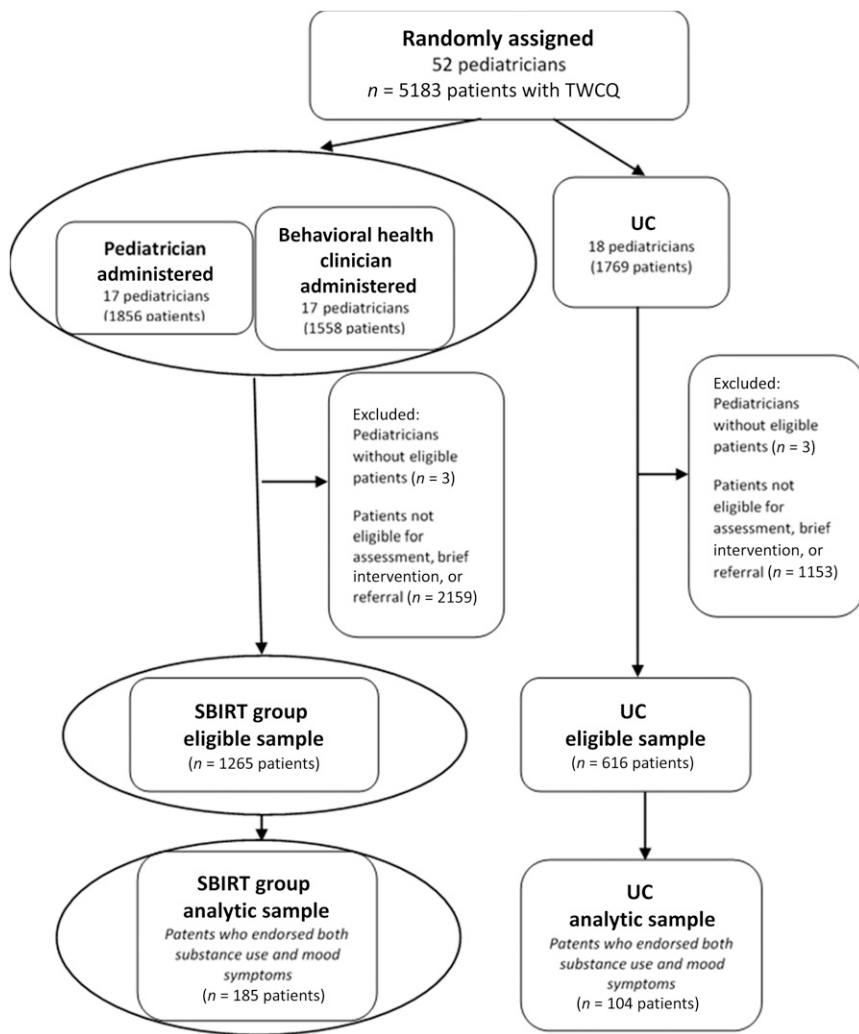 Randomly assigned
52 pediatricians
n = 5183 patients with TWCQ
Pediatrician
administered
17 pediatricians
(1856 patients)
Behavioral health
clinician
administered
17 pediatricians
(1558 patients)
UC
18 pediatricians
(1769 patients)
Excluded:
Pediatricians
without eligible
patients (n = 3)
Patients not
eligible for
assessment, brief
intervention, or
referral (n = 2159)
Excluded:
Pediatricians
without eligible
patients (n = 3)
Patients not
eligible for
assessment, brief
intervention, or
referral (n = 1153)
SBIRT group
eligible sample
(n = 1265 patients)
UC
eligible sample
(n = 616 patients)
SBIRT group
analytic sample
Patents who endorsed both
substance use and mood
symptoms
(n = 185 patients)
UC
analytic sample
Patents who endorsed both
substance use and mood
symptoms
(n = 104 patients)